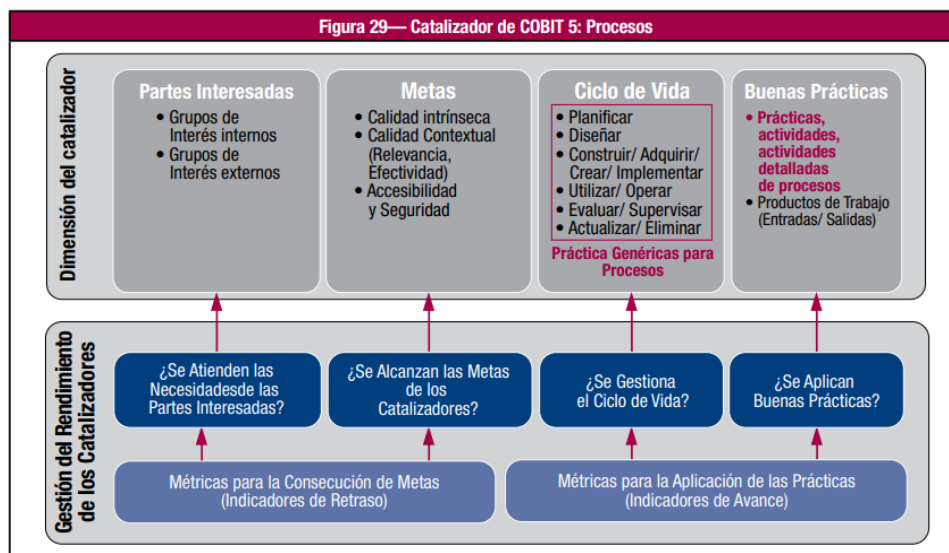 Figura 29— Catalizador de COBIT 5: Procesos
Dimensión del catalizador
Partes Interesadas
• Grupos de
Interés internos
• Grupos de
Interés externos
Metas
• Calidad intrínseca
• Calidad Contextual
(Relevancia,
Efectividad)
• Accesibilidad
y Seguridad
Ciclo de Vida
• Planificar
• Diseñar
• Construir/ Adquirir/
Crear/ Implementar
• Utilizar/ Operar
• Evaluar/ Supervisar
• Actualizar/ Eliminar
Práctica Genéricas para
Procesos
Buenas Prácticas
• Prácticas,
actividades,
actividades
detalladas
de procesos
• Productos de Trabajo
(Entradas/ Salidas)
Gestión del Rendimiento
de los Catalizadores
¿Se Atienden las
Necesidadesde las
Partes Interesadas?
¿Se Alcanzan las Metas
de los
Catalizadores?
¿Se Gestiona
el Ciclo de Vida?
¿Se Aplican
Buenas Prácticas?
Métricas para la Consecución de Metas
(Indicadores de Retraso)
Métricas para la Aplicación de las Prácticas
(Indicadores de Avance)